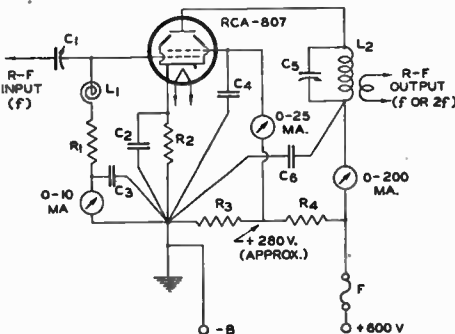 RCA-807
C1
R-F
INPUT
(f)
L1
R1
C2
R2
C3
C4
0-10
MA
0-25
MA.
C5
L2
R-F
OUTPUT
(f OR 2f)
C6
0-200
MA.
R3
R4
+280 V.
(APPROX.)
F
-B
+600 V